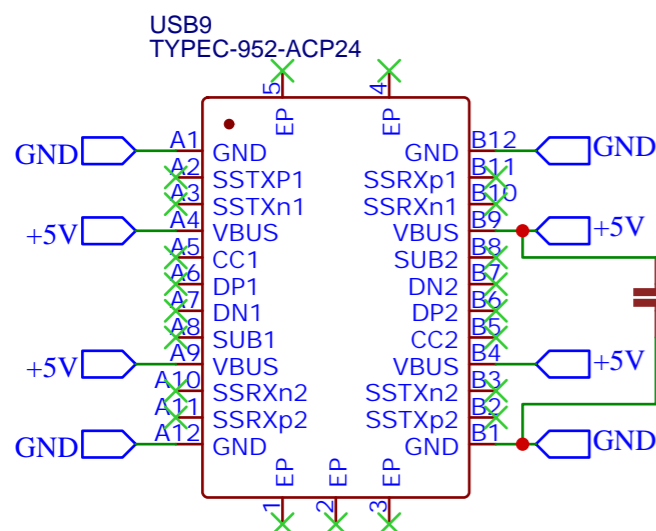 USB9
TYPEC-952-ACP24
5 4
EP EP
GND A1 GND GND B12 GND
A2 SSTXP1 SSRXp1 B11
A3 SSTXn1 SSRXn1 B10
+5V A4 VBUS VBUS B9 +5V
A5 CC1 SUB2 B8
A6 DP1 DN2 B7
A7 DN1 DP2 B6
A8 SUB1 CC2 B5
+5V A9 VBUS VBUS B4 +5V
A10 SSRXn2 SSTXn2 B3
A11 SSRXp2 SSTXp2 B2
GND A12 GND GND B1 GND
EP EP EP
1 2 3